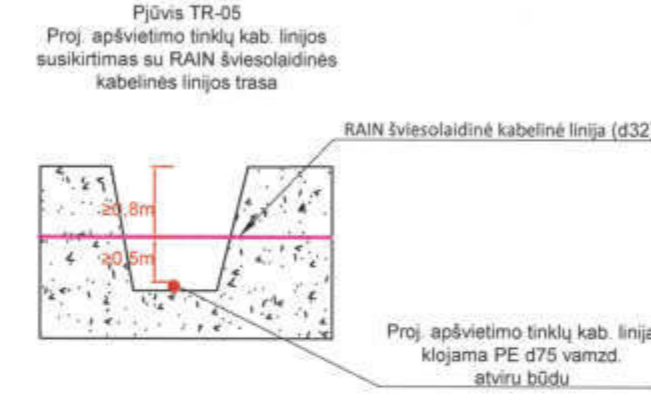 Pjūvis TR-05
Proj. apšvietimo tinklų kab. linijos
susikirtimas su RAIN šviesolaidinės
kabelinės linijos trasa
RAIN šviesolaidinė kabelinė linija (d32)
≥0,8m
≥0,5m
Proj. apšvietimo tinklų kab. linija
klojama PE d75 vamzd.
atviru būdu